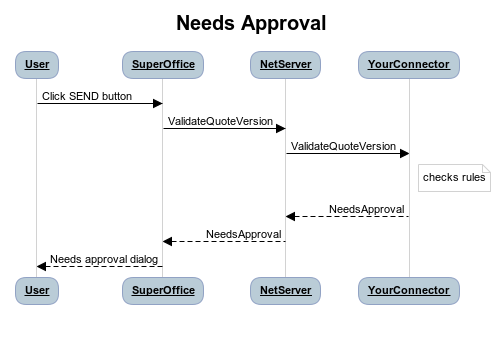 Needs Approval
User
SuperOffice
NetServer
YourConnector
Click SEND button
ValidateQuoteVersion
ValidateQuoteVersion
checks rules
NeedsApproval
NeedsApproval
Needs approval dialog
User
SuperOffice
NetServer
YourConnector